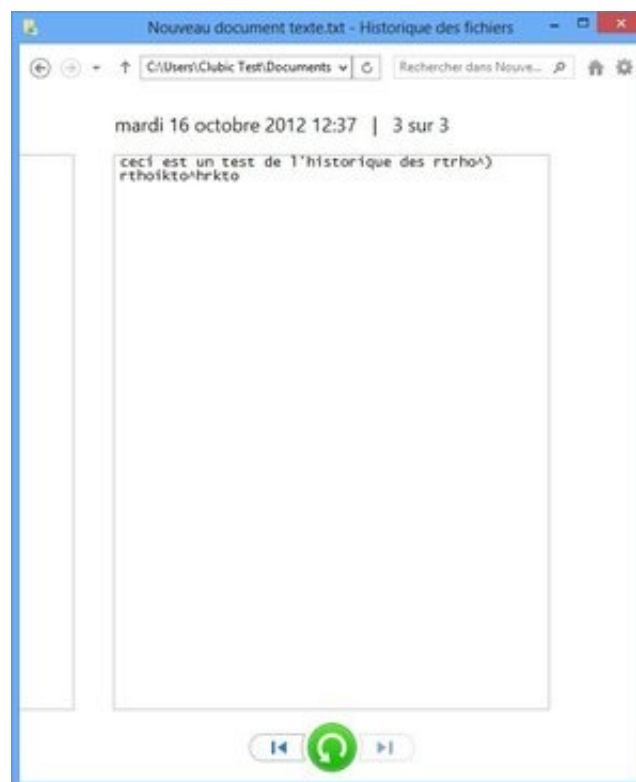 Nouveau document texte.txt - Historique des fichiers
C:\Users\Clubic Test\Documents
Rechercher dans Nouve...
mardi 16 octobre 2012 12:37 | 3 sur 3
ceci est un test de l'historique des rtrho^)
rthoikto^hrkto